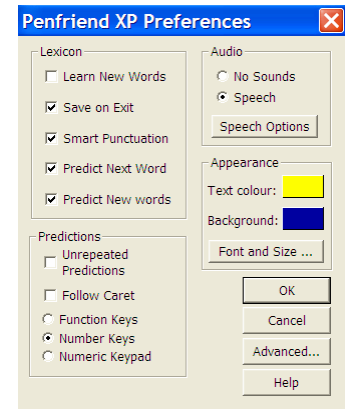 Penfriend XP Preferences
Lexicon
Learn New Words
Save on Exit
Smart Punctuation
Predict Next Word
Predict New words
Predictions
Unrepeated
Predictions
Follow Caret
Function Keys
Number Keys
Numeric Keypad
Audio
No Sounds
Speech
Speech Options
Appearance
Text colour:
Background:
Font and Size ...
OK
Cancel
Advanced...
Help